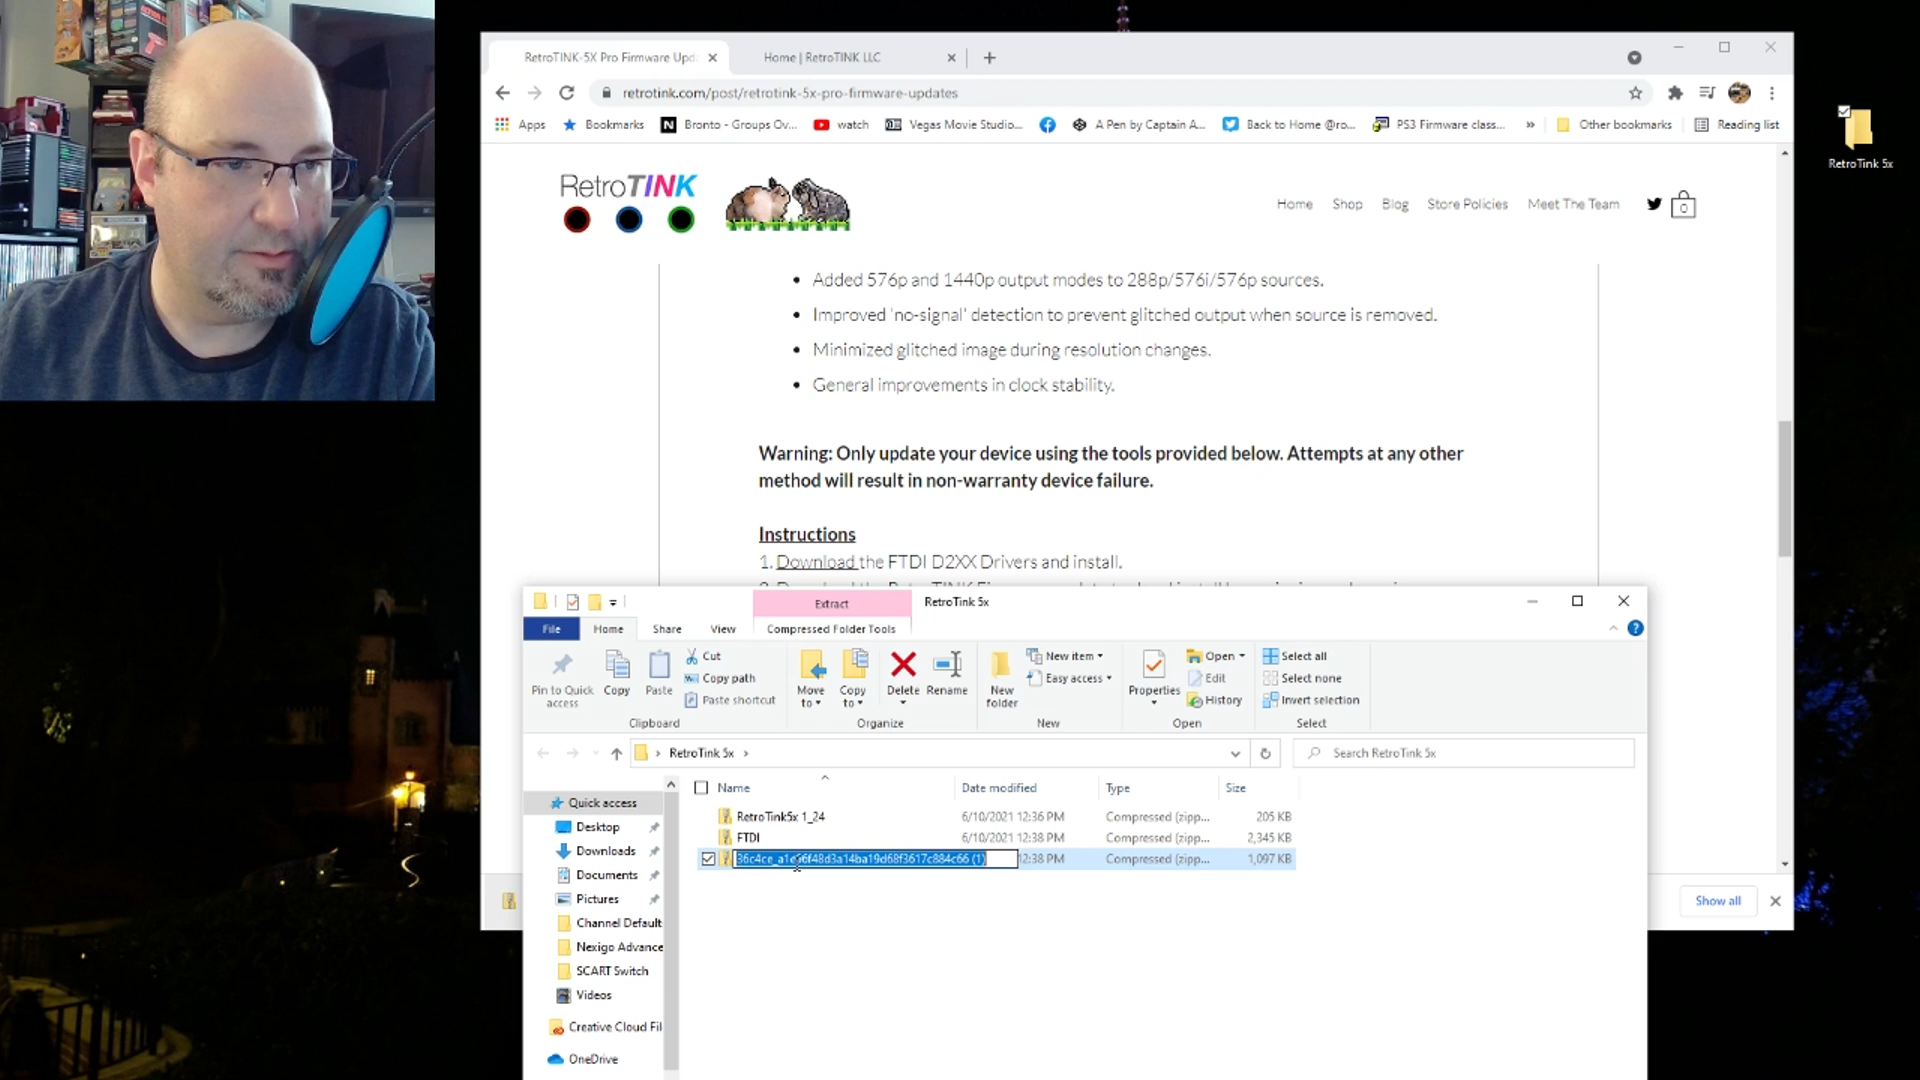 RetroTINK-5X Pro Firmware Upd
Home | RetroTINK LLC
retrotink.com/post/retrotink-5x-pro-firmware-updates
Apps
Bookmarks
Bronto - Groups Ov...
watch
Vegas Movie Studio...
A Pen by Captain A...
Back to Home @ro...
PS3 Firmware class...
»
Other bookmarks
Reading list
RetroTink 5x
RetroTINK
Home
Shop
Blog
Store Policies
Meet The Team
0
• Added 576p and 1440p output modes to 288p/576i/576p sources.
• Improved 'no-signal' detection to prevent glitched output when source is removed.
• Minimized glitched image during resolution changes.
• General improvements in clock stability.
Warning: Only update your device using the tools provided below. Attempts at any other
method will result in non-warranty device failure.
Instructions
1. Download the FTDI D2XX Drivers and install.
Extract
RetroTink 5x
File
Home
Share
View
Compressed Folder Tools
Pin to Quick
access
Copy
Paste
Cut
Copy path
Paste shortcut
Clipboard
Move
to
Copy
to
Delete
Rename
Organize
New
folder
New item
Easy access
New
Properties
Open
Edit
History
Open
Select all
Select none
Invert selection
Select
RetroTink 5x
Search RetroTink 5x
Name
Date modified
Type
Size
RetroTink5x 1_24 6/10/2021 12:36 PM Compressed (zipp... 205 KB
FTDI 6/10/2021 12:38 PM Compressed (zipp... 2,345 KB
12:38 PM Compressed (zipp... 1,097 KB
Quick access
Desktop
Downloads
Documents
Pictures
Channel Default
Nexigo Advance
SCART Switch
Videos
Creative Cloud Fil
OneDrive
Show all